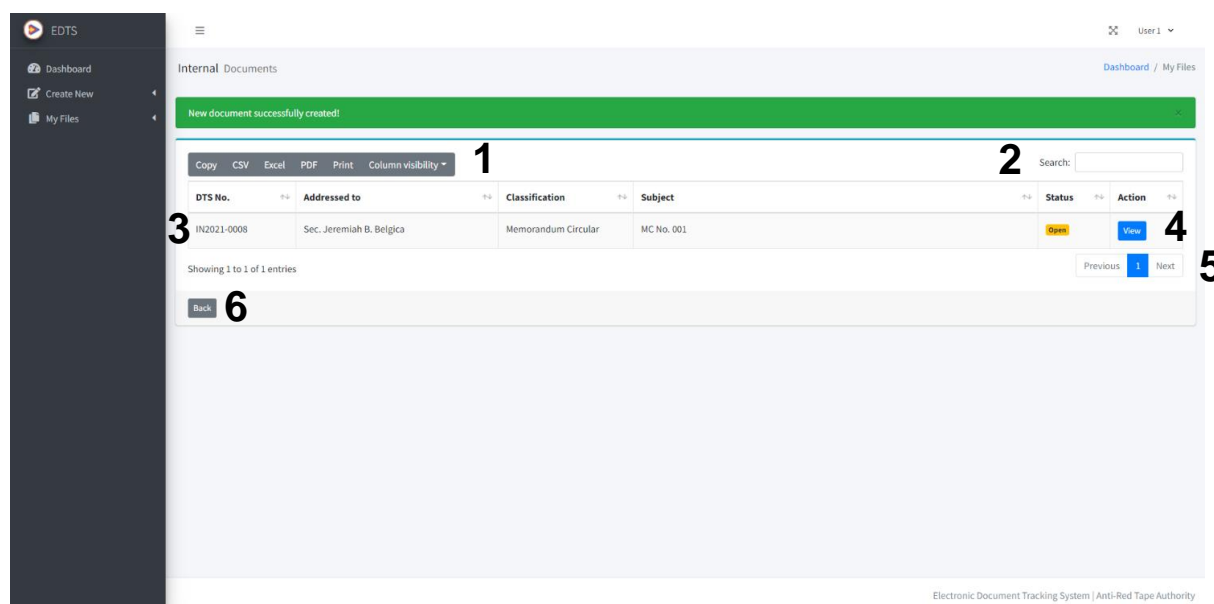 EDTS
User 1
Dashboard
Create New
My Files
Internal Documents
Dashboard / My Files
New document successfully created!
×
Copy CSV Excel PDF Print Column visibility
1
2
Search:
DTS No. Addressed to Classification Subject Status Action
3
IN2021-0008 Sec. Jeremiah B. Belgica Memorandum Circular MC No. 001 Open View
4
Showing 1 to 1 of 1 entries
Previous 1 Next
5
Back
6
Electronic Document Tracking System | Anti-Red Tape Authority